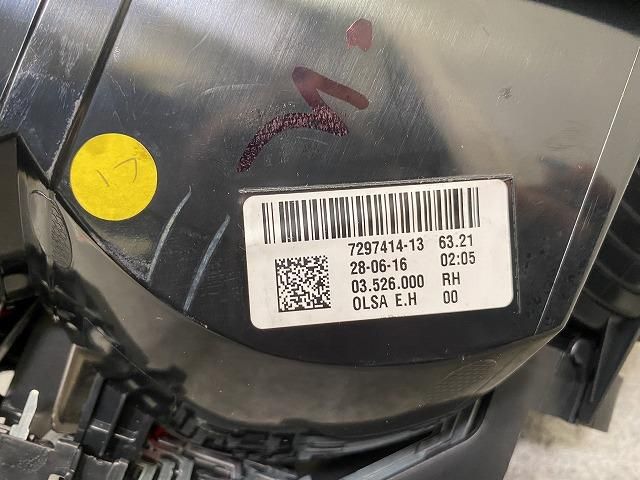 7297414-13 63.21
28-06-16 02:05
03.526.000 RH
OLSA E.H 00